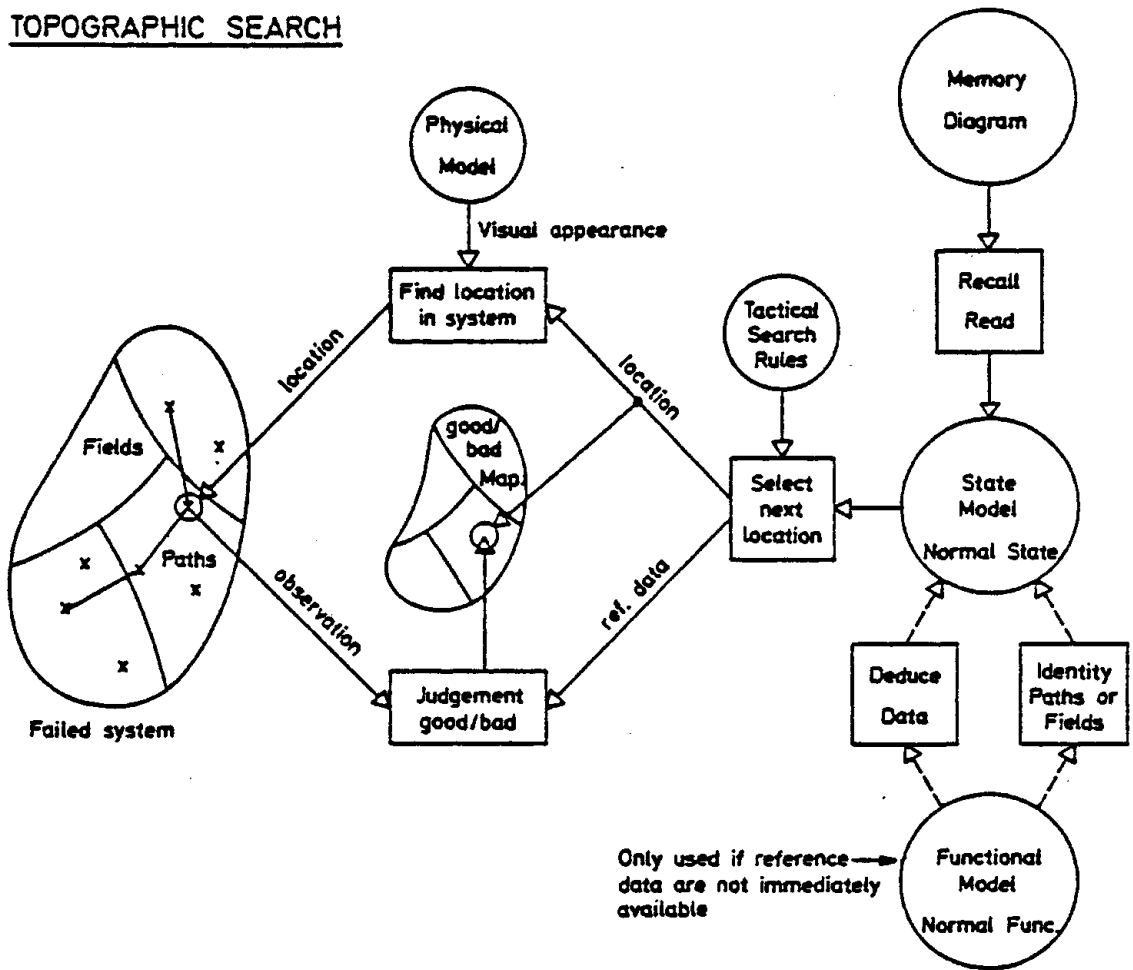 TOPOGRAPHIC SEARCH
Memory
Diagram
Physical
Model
Visual appearance
Recall
Read
Find location
in system
Tactical
Search
Rules
location
location
good/
bad
Map.
Fields
Paths
Select
next
location
State
Model
Normal State
observation
ref. data
Judgement
good/bad
Failed system
Deduce
Data
Identity
Paths or
Fields
Only used if reference
data are not immediately
available
Functional
Model
Normal Func.